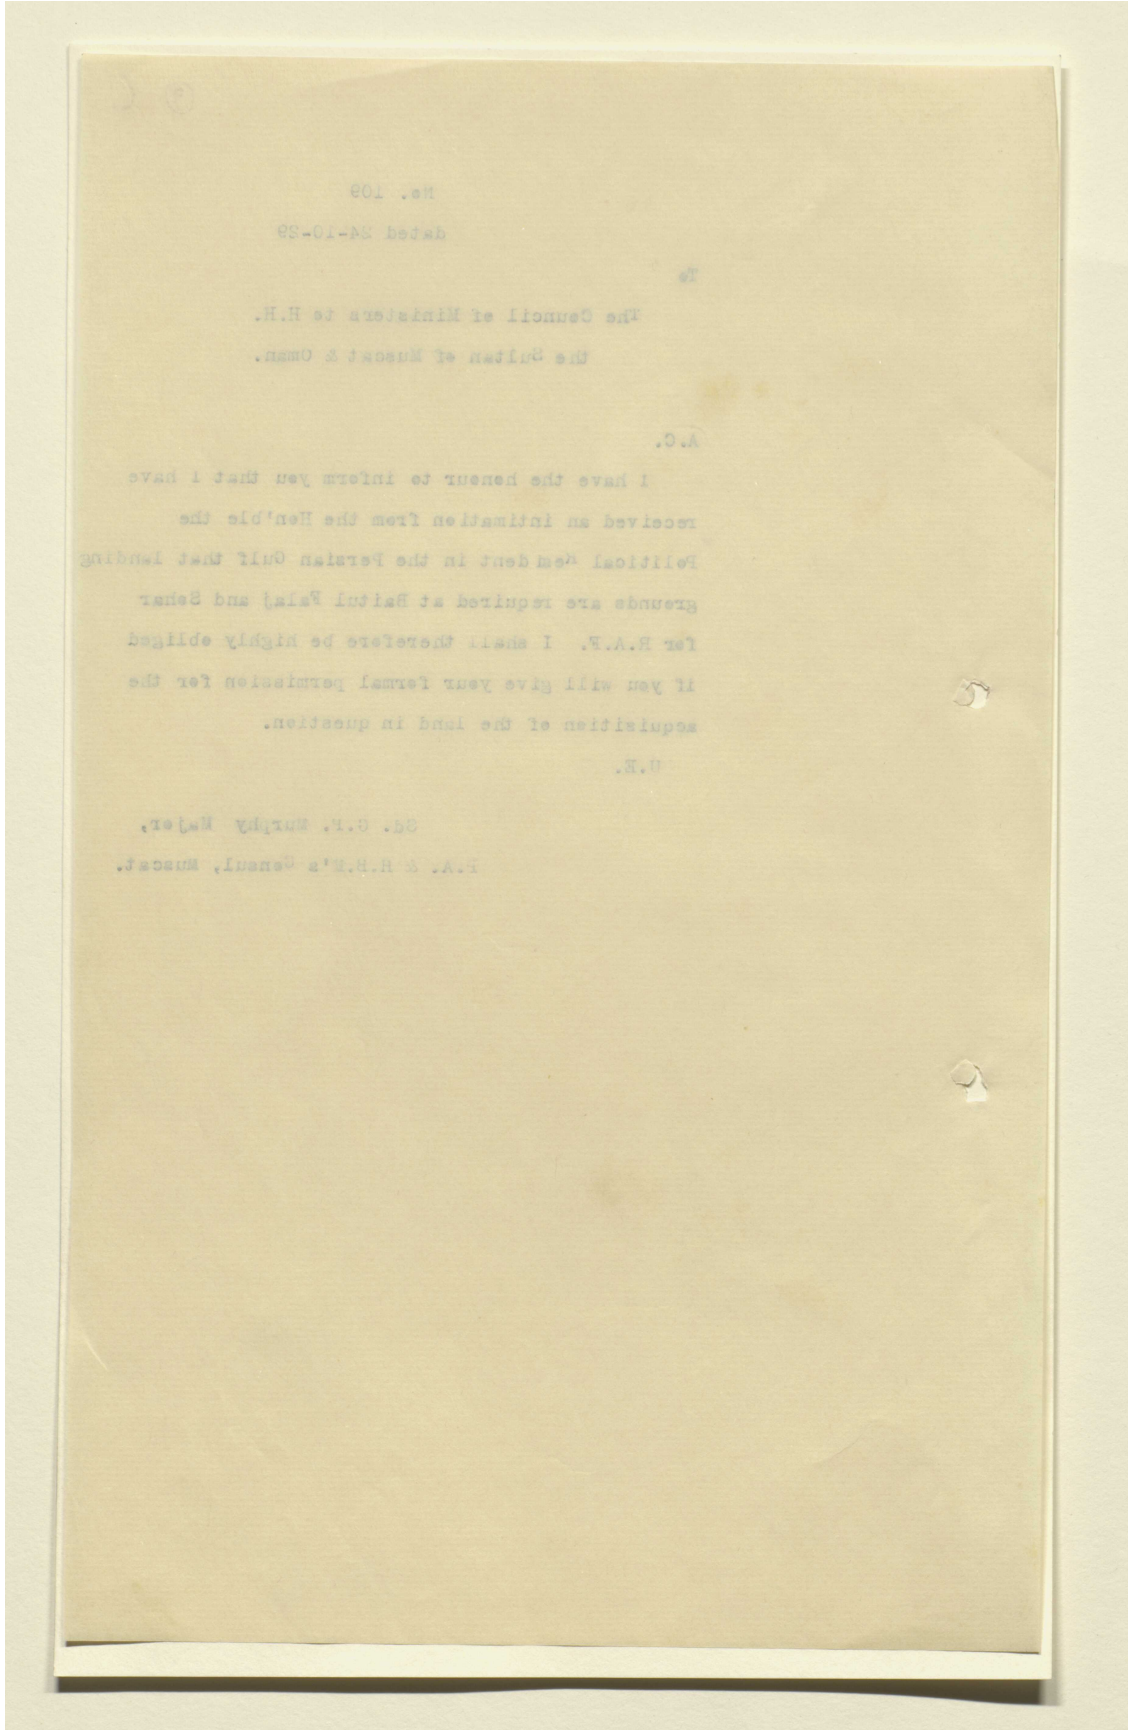 No. 109
dated 24-10-29
To
The Council of Ministers to H.H.
the Sultan of Muscat & Oman.
A.C.
I have the honour to inform you that I have
received an intimation from the Hon'ble the
Political Resident in the Persian Gulf that landing
grounds are required at Baitul Falaj and Sohar
for R.A.F. I shall therefore be highly obliged
if you will give your formal permission for the
acquisition of the land in question.
U.E.
Sd. G.P. Murphy Major,
P.A. & H.B.M's Consul, Muscat.